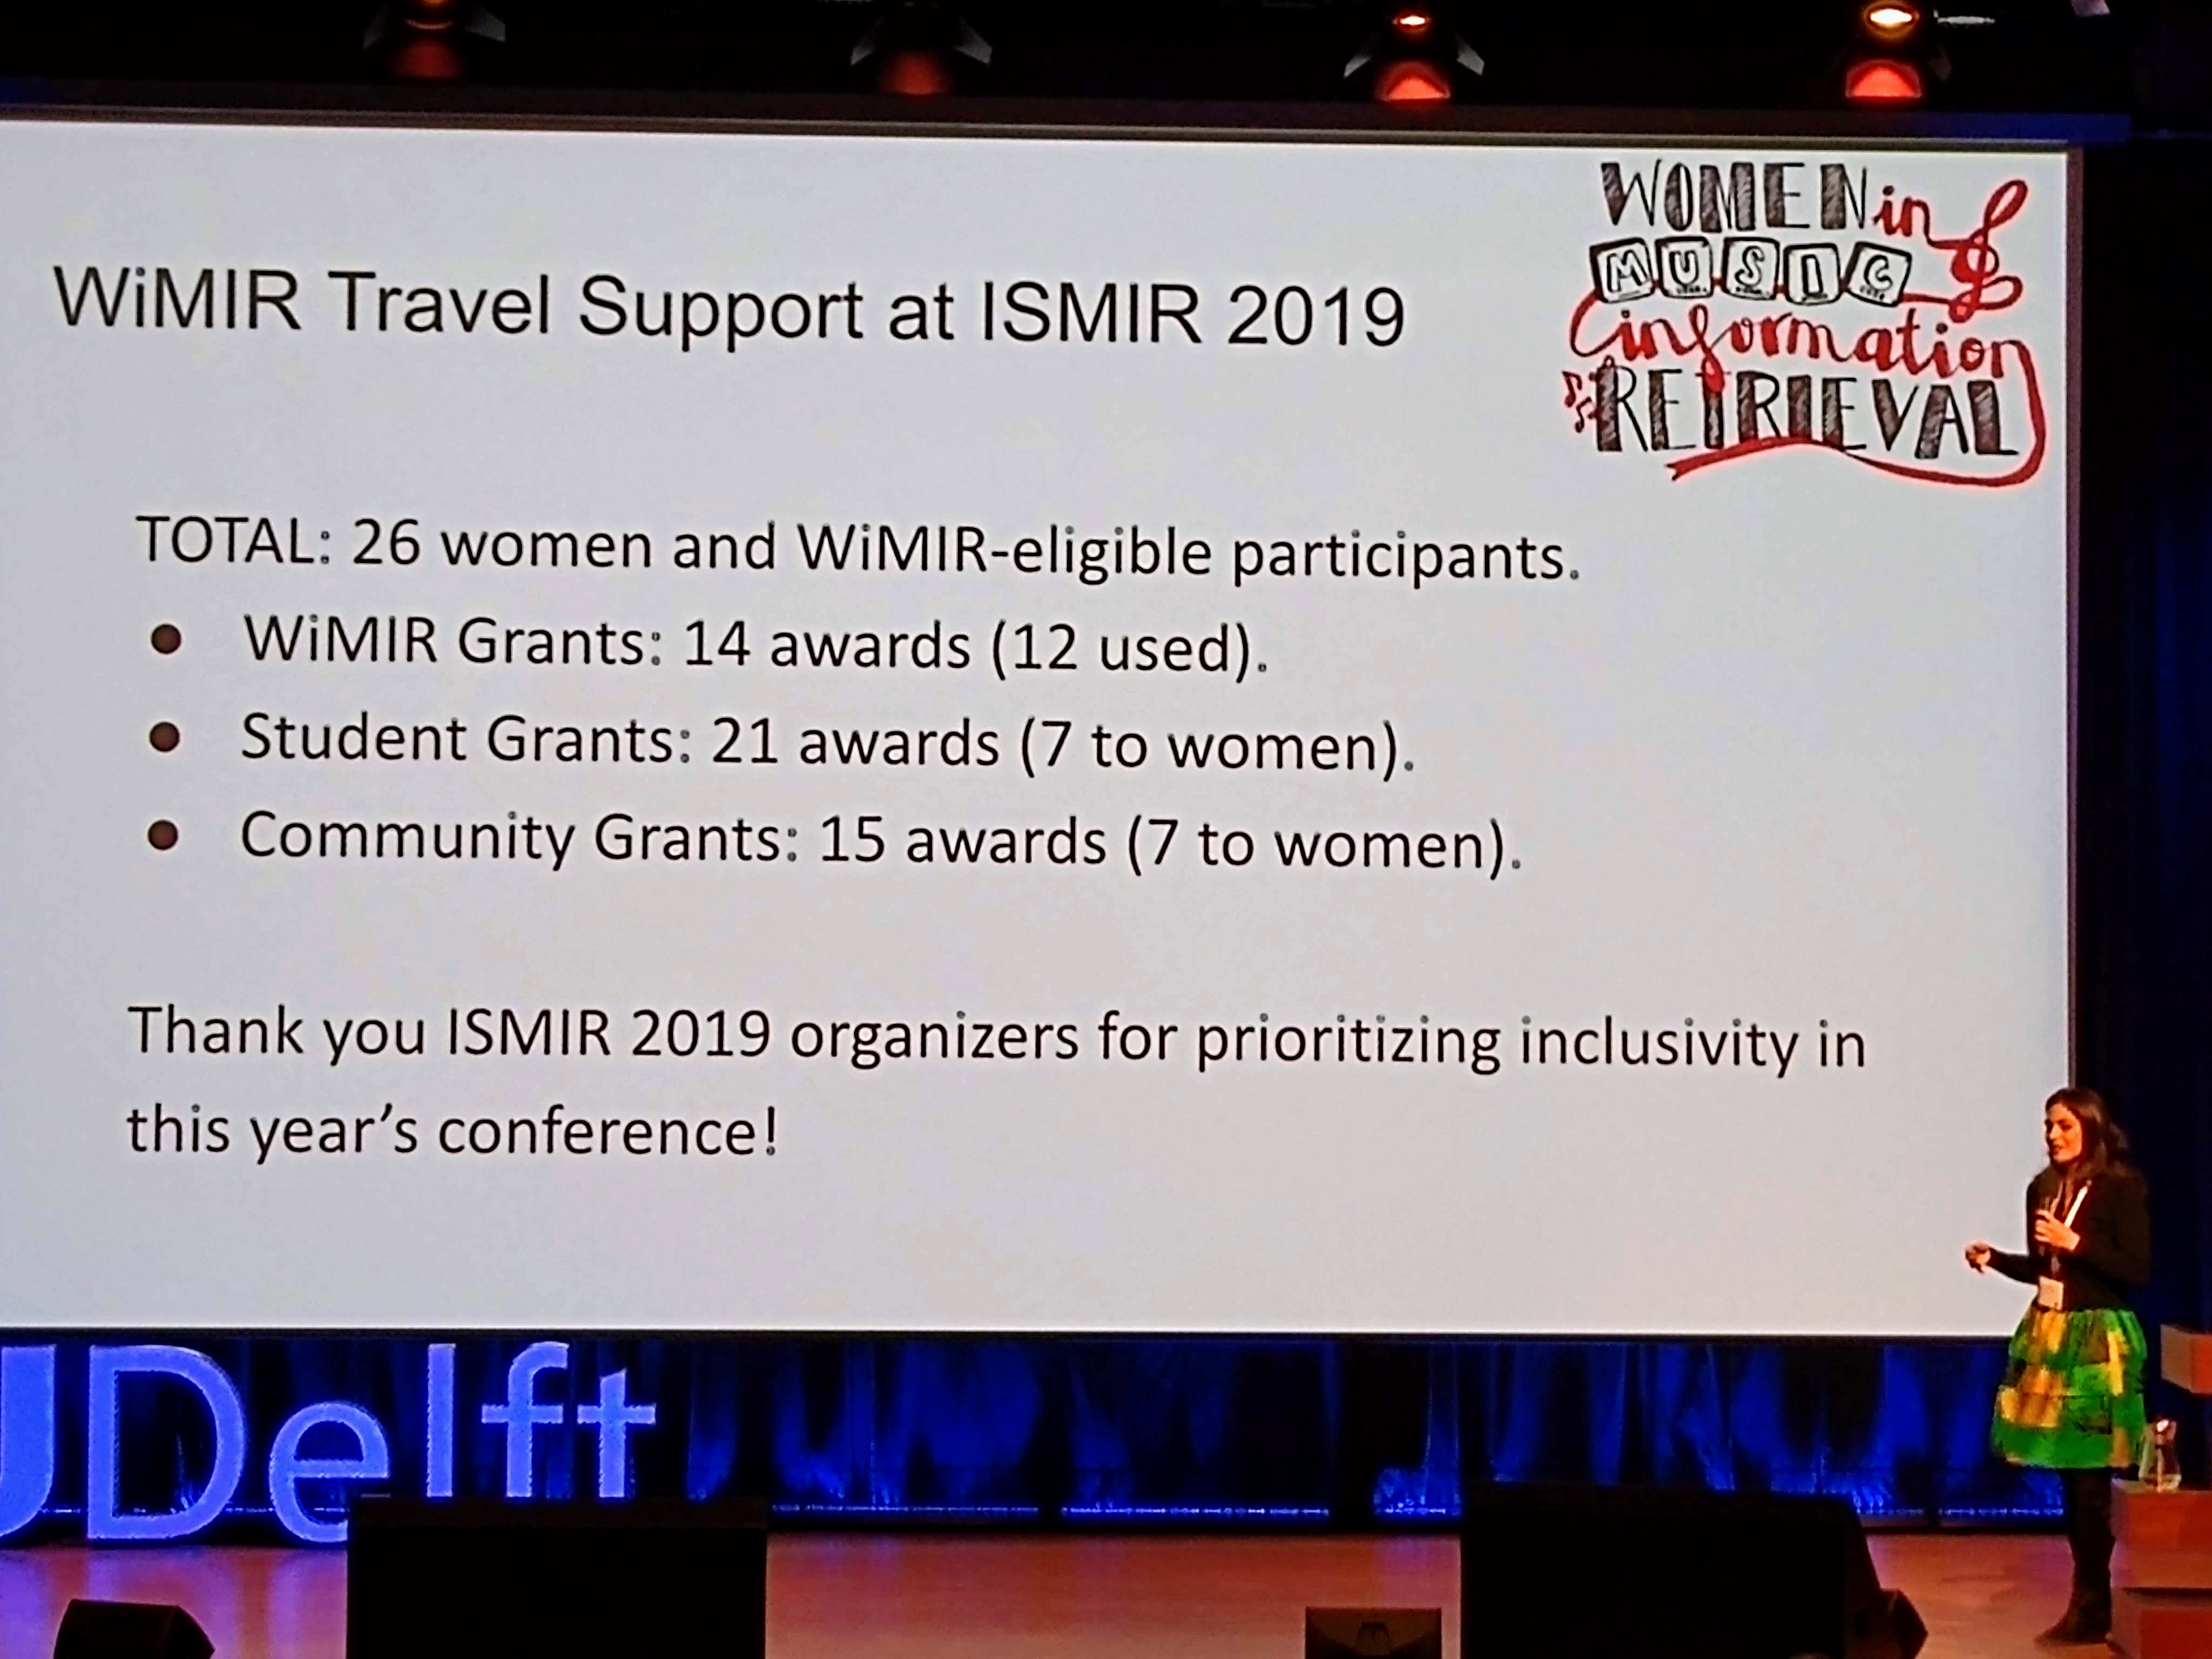 WOMEN in
MUSIC
information
RETRIEVAL
WiMIR Travel Support at ISMIR 2019
TOTAL: 26 women and WiMIR-eligible participants.
● WiMIR Grants: 14 awards (12 used).
● Student Grants: 21 awards (7 to women).
● Community Grants: 15 awards (7 to women).
Thank you ISMIR 2019 organizers for prioritizing inclusivity in
this year’s conference!
UDelft